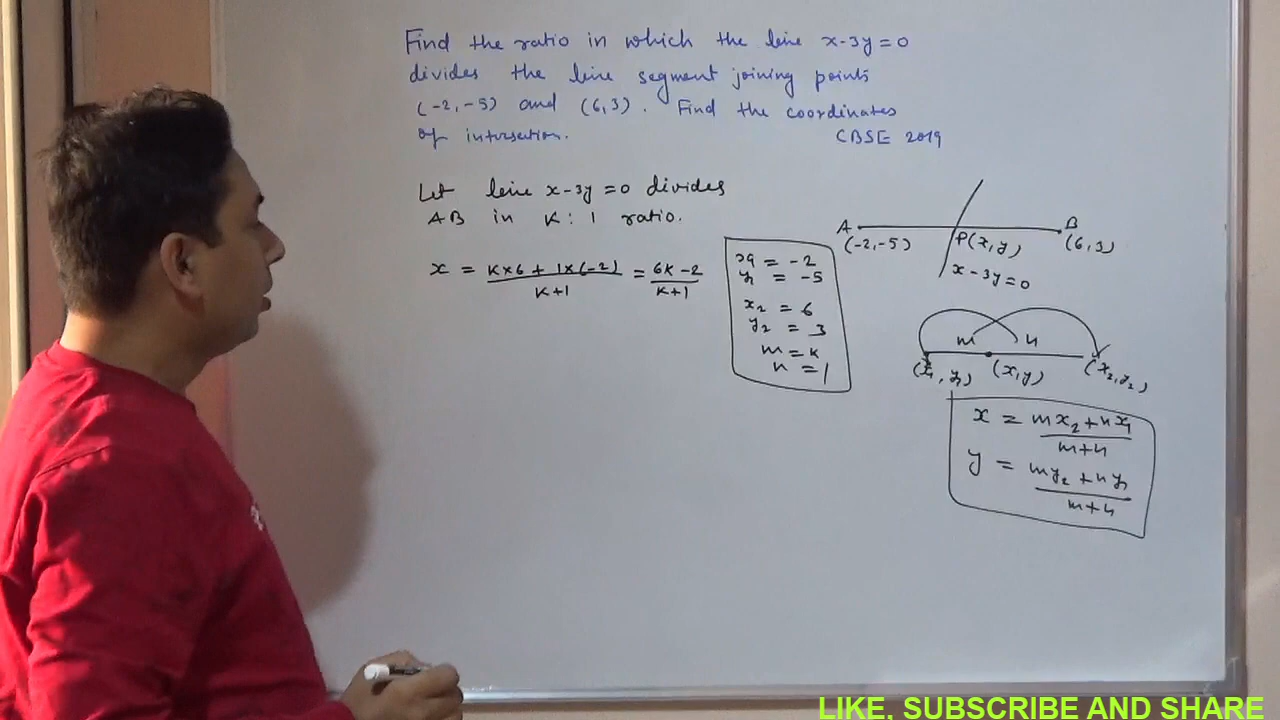 Find the ratio in which the line x-3y=0
divides the line segment joining points
(-2,-5) and (6,3). Find the coordinates
of intersection. CBSE 2019
Let line x-3y=0 divides
AB in K:1 ratio.
x = K×6 + 1×(-2) / K+1 = 6K-2 / K+1
x1 = -2
y1 = -5
x2 = 6
y2 = 3
m = K
n = 1
A B
(-2,-5) P(x,y) (6,3)
x-3y=0
m n
(x1, y1) (x,y) (x2, y2)
x = mx2 + nx1 / m+n
y = my2 + ny1 / m+n
LIKE, SUBSCRIBE AND SHARE